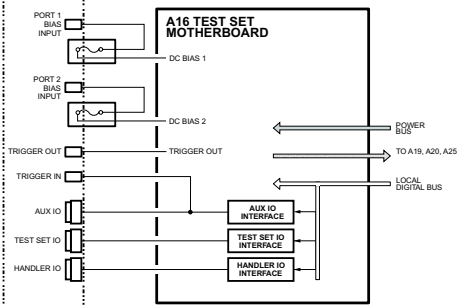 PORT 1
BIAS
INPUT
A16 TEST SET
MOTHERBOARD
DC BIAS 1
PORT 2
BIAS
INPUT
DC BIAS 2
POWER
BUS
TRIGGER OUT
TRIGGER OUT
TO A19, A20, A25
TRIGGER IN
LOCAL
DIGITAL BUS
AUX IO
AUX IO
INTERFACE
TEST SET IO
TEST SET IO
INTERFACE
HANDLER IO
HANDLER IO
INTERFACE